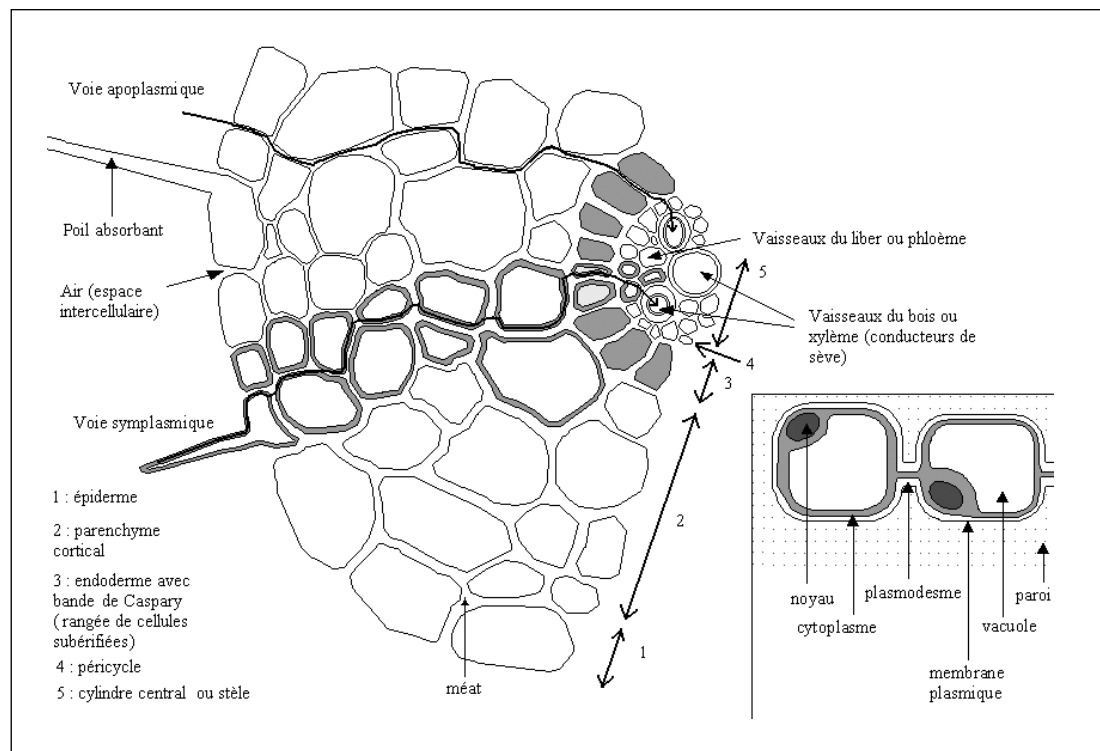 Voie apoplasmique
Poil absorbant
Air (espace
intercellulaire)
Voie symplasmique
1 : épiderme
2 : parenchyme
cortical
3 : endoderme avec
bande de Caspary
( rangée de cellules
subérifiées)
4 : péricycle
5 : cylindre central ou stèle
méat
Vaisseaux du liber ou phloème
5
Vaisseaux du bois ou
xylème (conducteurs de
sève)
4
3
2
1
noyau
plasmodesme
paroi
cytoplasme
vacuole
membrane
plasmique